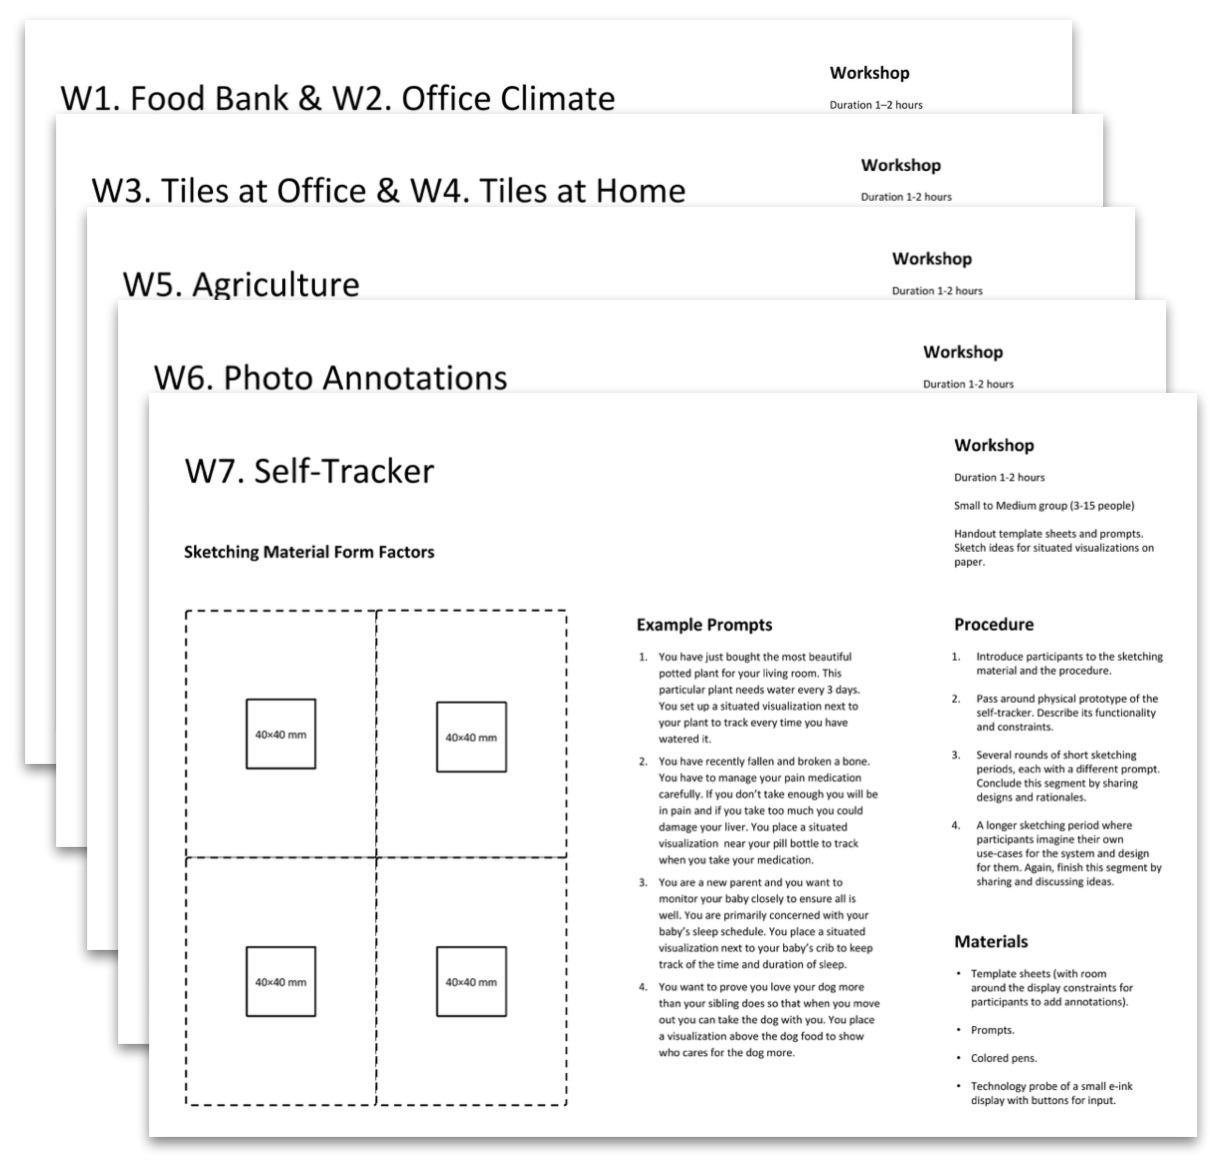 W1. Food Bank & W2. Office Climate
Workshop
Duration 1–2 hours
W3. Tiles at Office & W4. Tiles at Home
Workshop
Duration 1-2 hours
W5. Agriculture
Workshop
Duration 1-2 hours
W6. Photo Annotations
Workshop
Duration 1-2 hours
W7. Self-Tracker
Workshop
Duration 1-2 hours
Small to Medium group (3-15 people)
Handout template sheets and prompts.
Sketch ideas for situated visualizations on
paper.
Sketching Material Form Factors
40×40 mm
40×40 mm
40×40 mm
40×40 mm
Example Prompts
1. You have just bought the most beautiful
potted plant for your living room. This
particular plant needs water every 3 days.
You set up a situated visualization next to
your plant to track every time you have
watered it.
2. You have recently fallen and broken a bone.
You have to manage your pain medication
carefully. If you don't take enough you will be
in pain and if you take too much you could
damage your liver. You place a situated
visualization near your pill bottle to track
when you take your medication.
3. You are a new parent and you want to
monitor your baby closely to ensure all is
well. You are primarily concerned with your
baby's sleep schedule. You place a situated
visualization next to your baby's crib to keep
track of the time and duration of sleep.
4. You want to prove you love your dog more
than your sibling does so that when you move
out you can take the dog with you. You place
a visualization above the dog food to show
who cares for the dog more.
Procedure
1. Introduce participants to the sketching
material and the procedure.
2. Pass around physical prototype of the
self-tracker. Describe its functionality
and constraints.
3. Several rounds of short sketching
periods, each with a different prompt.
Conclude this segment by sharing
designs and rationales.
4. A longer sketching period where
participants imagine their own
use-cases for the system and design
for them. Again, finish this segment by
sharing and discussing ideas.
Materials
• Template sheets (with room
around the display constraints for
participants to add annotations).
• Prompts.
• Colored pens.
• Technology probe of a small e-ink
display with buttons for input.